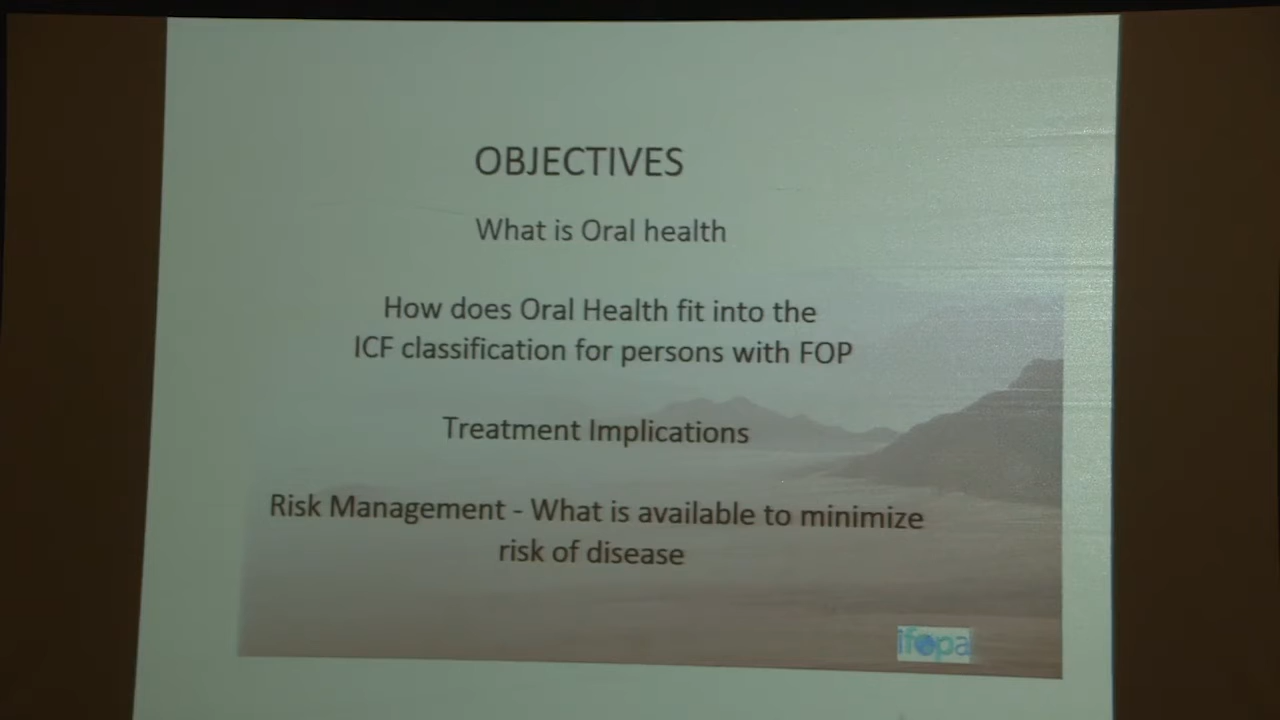 OBJECTIVES
What is Oral health
How does Oral Health fit into the
ICF classification for persons with FOP
Treatment Implications
Risk Management - What is available to minimize
risk of disease
ifopa